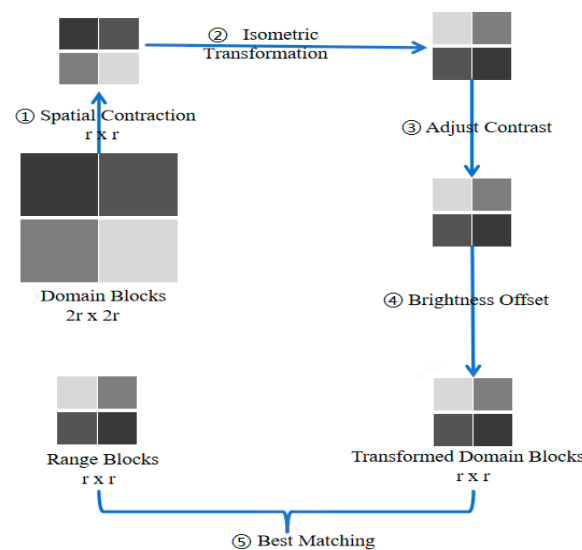 ② Isometric
Transformation
① Spatial Contraction
r x r
③ Adjust Contrast
Domain Blocks
2r x 2r
④ Brightness Offset
Range Blocks
r x r
Transformed Domain Blocks
r x r
⑤ Best Matching